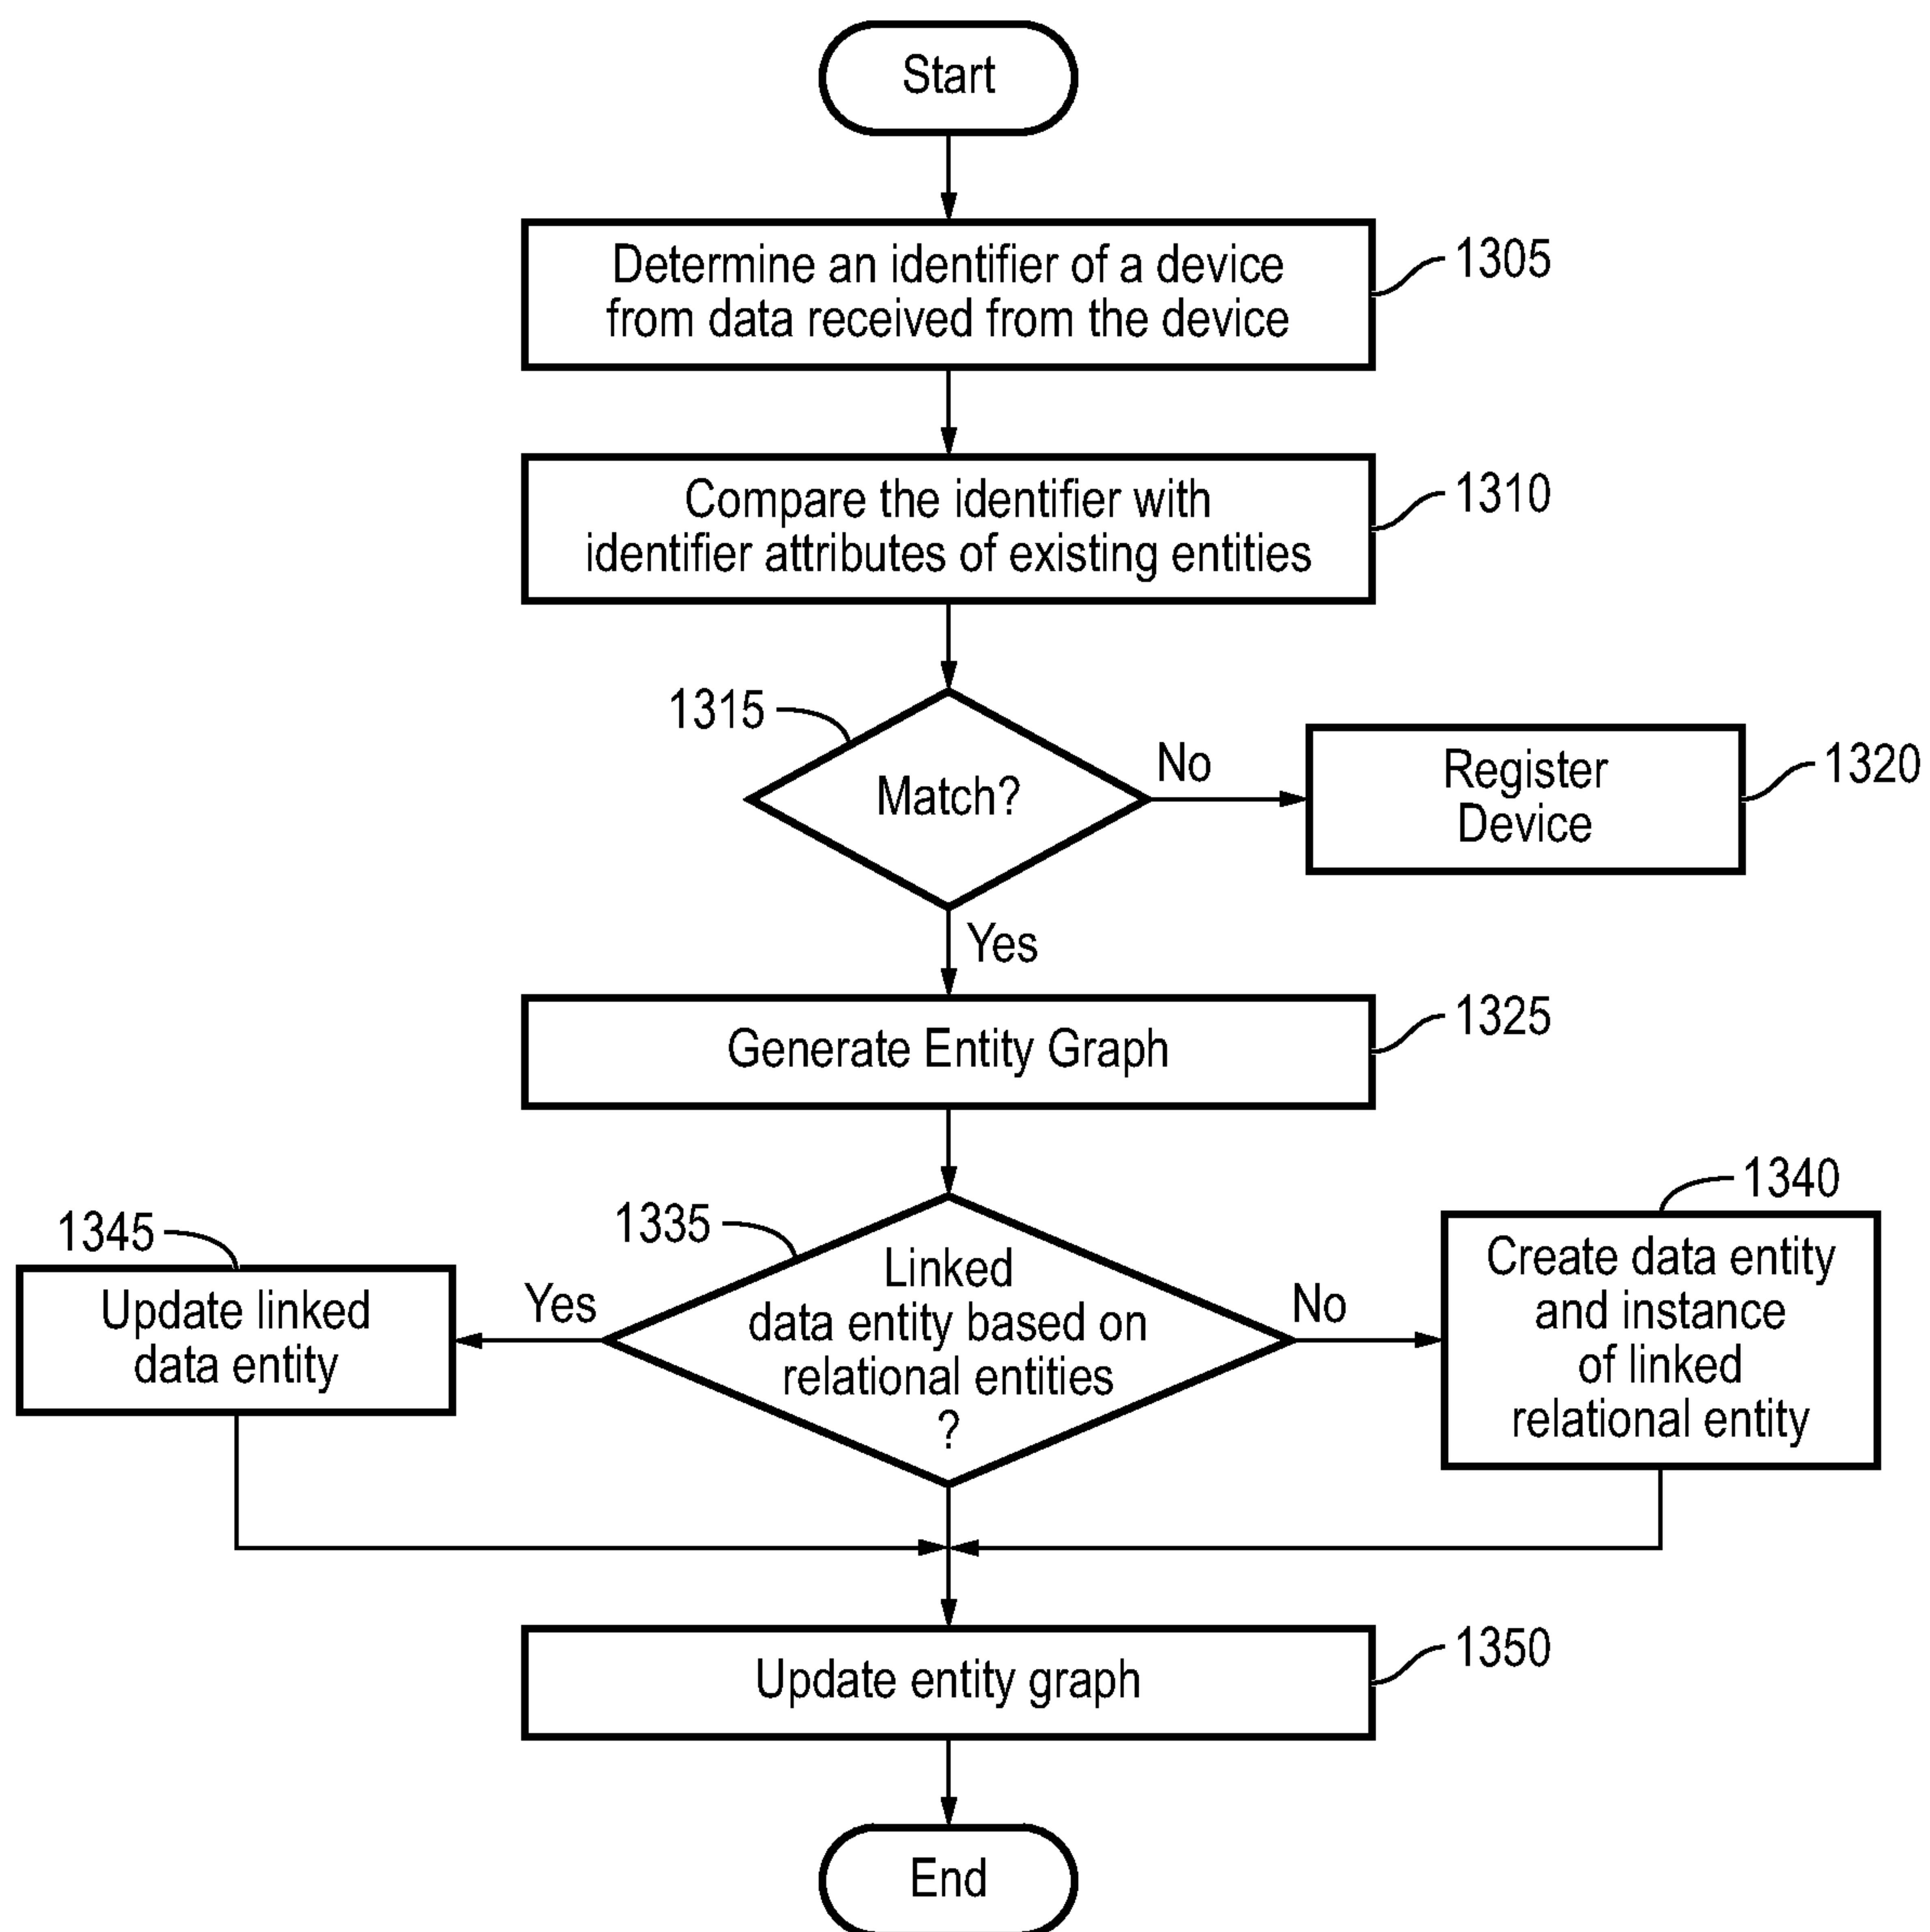 Start
Determine an identifier of a device
from data received from the device
1305
Compare the identifier with
identifier attributes of existing entities
1310
1315
Match?
No
Register
Device
1320
Yes
Generate Entity Graph
1325
1345
Update linked
data entity
Yes
1335
Linked
data entity based on
relational entities
?
No
1340
Create data entity
and instance
of linked
relational entity
Update entity graph
1350
End